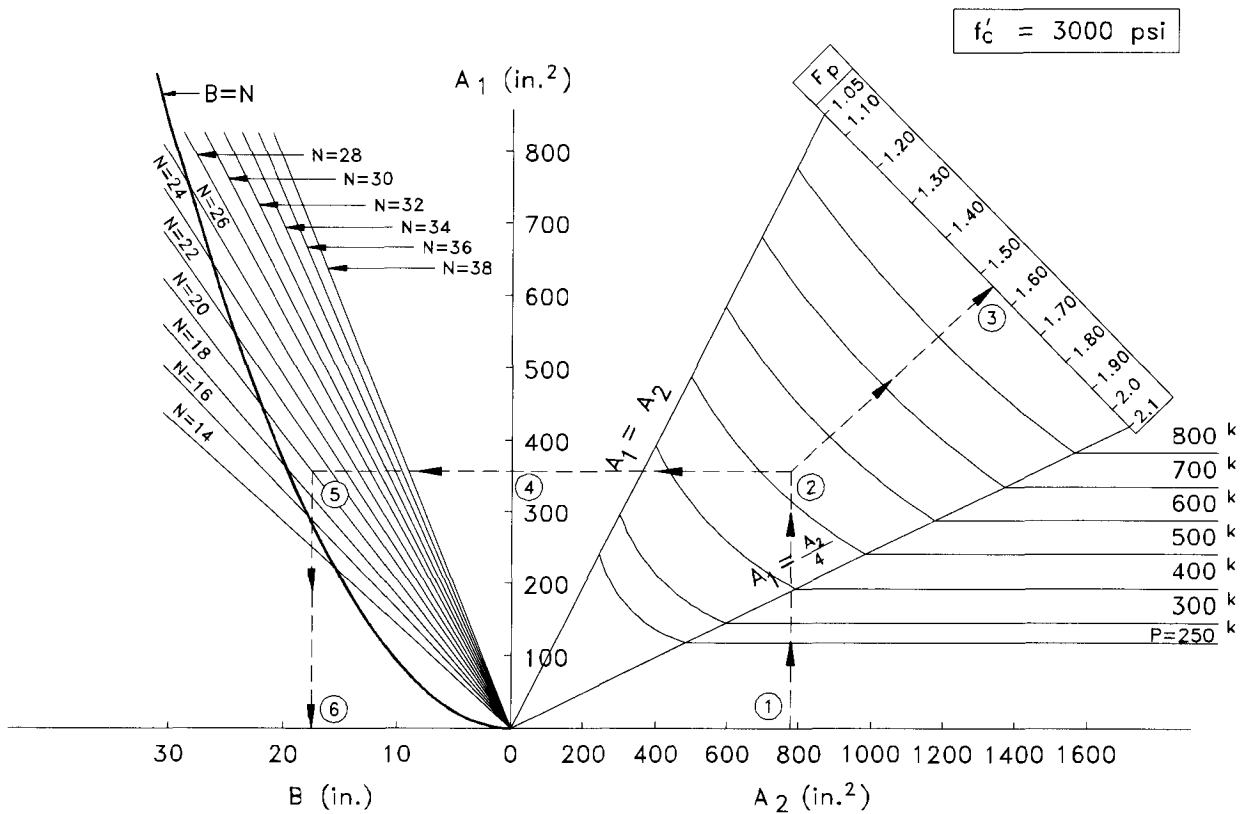 f'c = 3000 psi
A1 (in.²)
B=N
Fp
1.05
1.10
1.20
1.30
1.40
1.50
1.60
1.70
1.80
1.90
2.0
2.1
N=28
N=30
N=32
N=34
N=36
N=38
N=24
N=26
N=22
N=20
N=18
N=16
N=14
800
700
600
500
400
300
200
100
A1 = A2
A1 = A2/4
1
2
3
4
5
6
800 k
700 k
600 k
500 k
400 k
300 k
P=250 k
30
20
10
0
200
400
600
800
1000
1200
1400
1600
B (in.)
A2 (in.²)